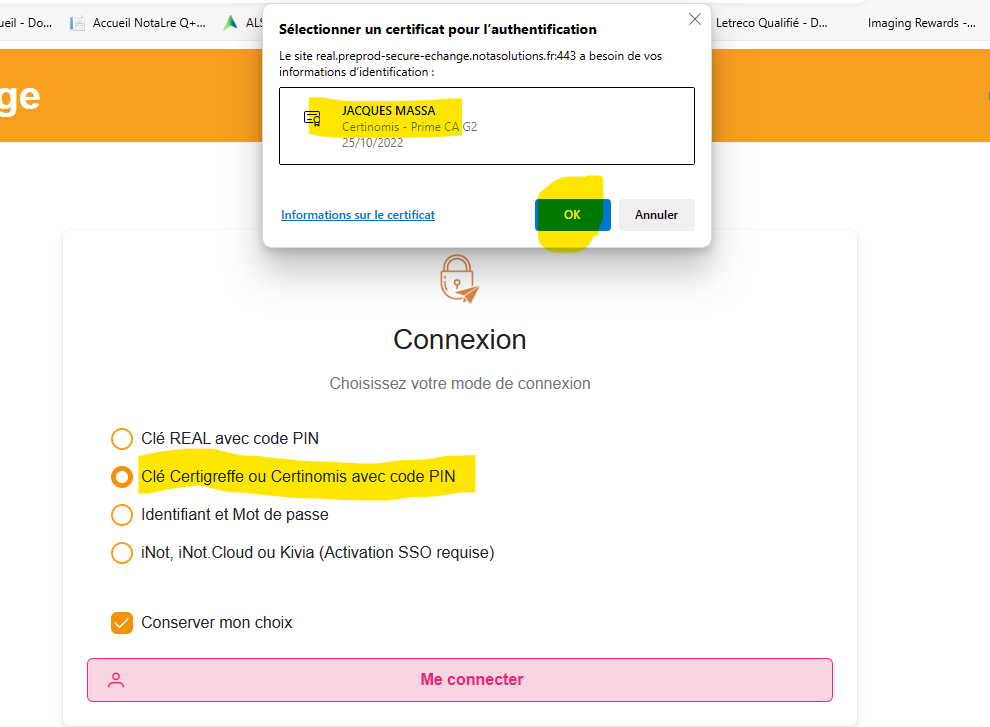 ueil - Do...
Accueil NotaLre Q+...
ALS
Letreco Qualifié - D...
Imaging Rewards -...
ge
Sélectionner un certificat pour l'authentification
Le site real.preprod-secure-echange.notasolutions.fr:443 a besoin de vos
informations d'identification :
JACQUES MASSA
Certinomis - Prime CA G2
25/10/2022
Informations sur le certificat
OK
Annuler
Connexion
Choisissez votre mode de connexion
Clé REAL avec code PIN
Clé Certigreffe ou Certinomis avec code PIN
Identifiant et Mot de passe
iNot, iNot.Cloud ou Kivia (Activation SSO requise)
Conserver mon choix
Me connecter